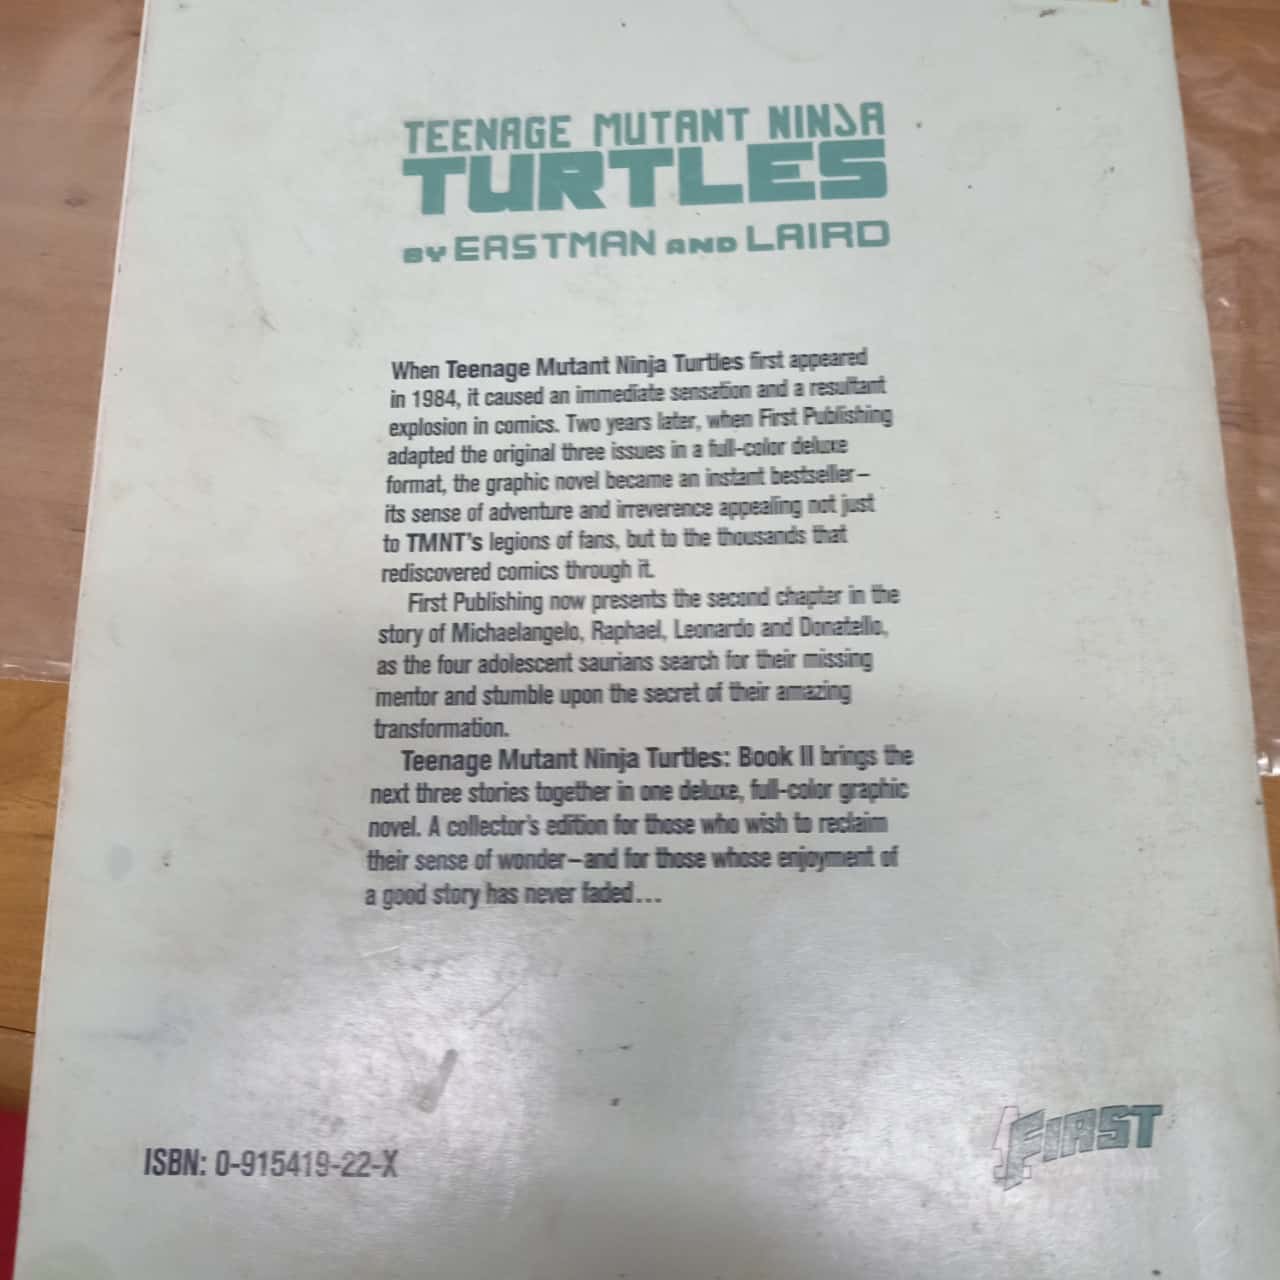 TEENAGE MUTANT NINJA
TURTLES
BY EASTMAN AND LAIRD
When Teenage Mutant Ninja Turtles first appeared
in 1984, it caused an immediate sensation and a resultant
explosion in comics. Two years later, when First Publishing
adapted the original three issues in a full-color deluxe
format, the graphic novel became an instant bestseller—
its sense of adventure and irreverence appealing not just
to TMNT's legions of fans, but to the thousands that
rediscovered comics through it.
First Publishing now presents the second chapter in the
story of Michaelangelo, Raphael, Leonardo and Donatello,
as the four adolescent saurians search for their missing
mentor and stumble upon the secret of their amazing
transformation.
Teenage Mutant Ninja Turtles: Book II brings the
next three stories together in one deluxe, full-color graphic
novel. A collector's edition for those who wish to reclaim
their sense of wonder—and for those whose enjoyment of
a good story has never faded...
ISBN: 0-915419-22-X
FIRST